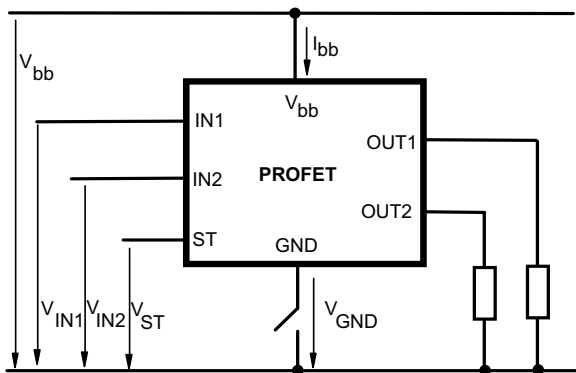 I bb
V bb
V bb
IN1
OUT1
IN2
PROFET
OUT2
ST
GND
V IN1
V IN2
V ST
V GND